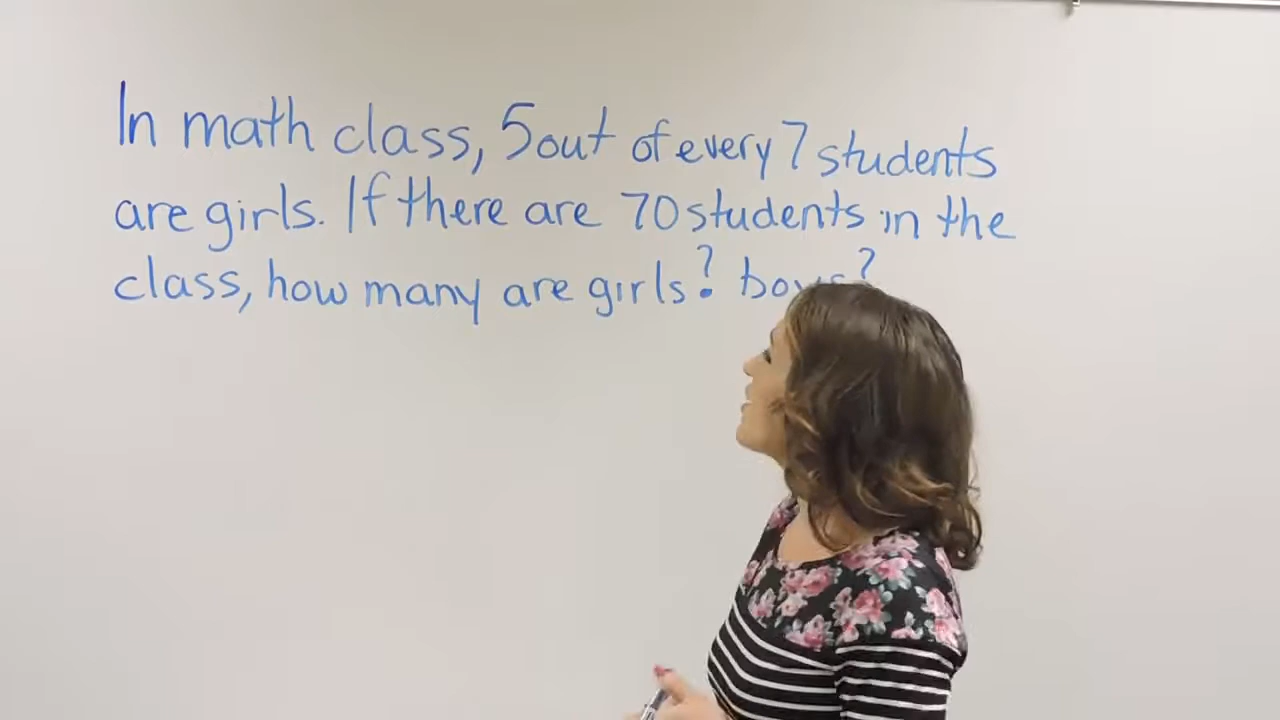 In math class, 5 out of every 7 students
are girls. If there are 70 students in the
class, how many are girls? boys?